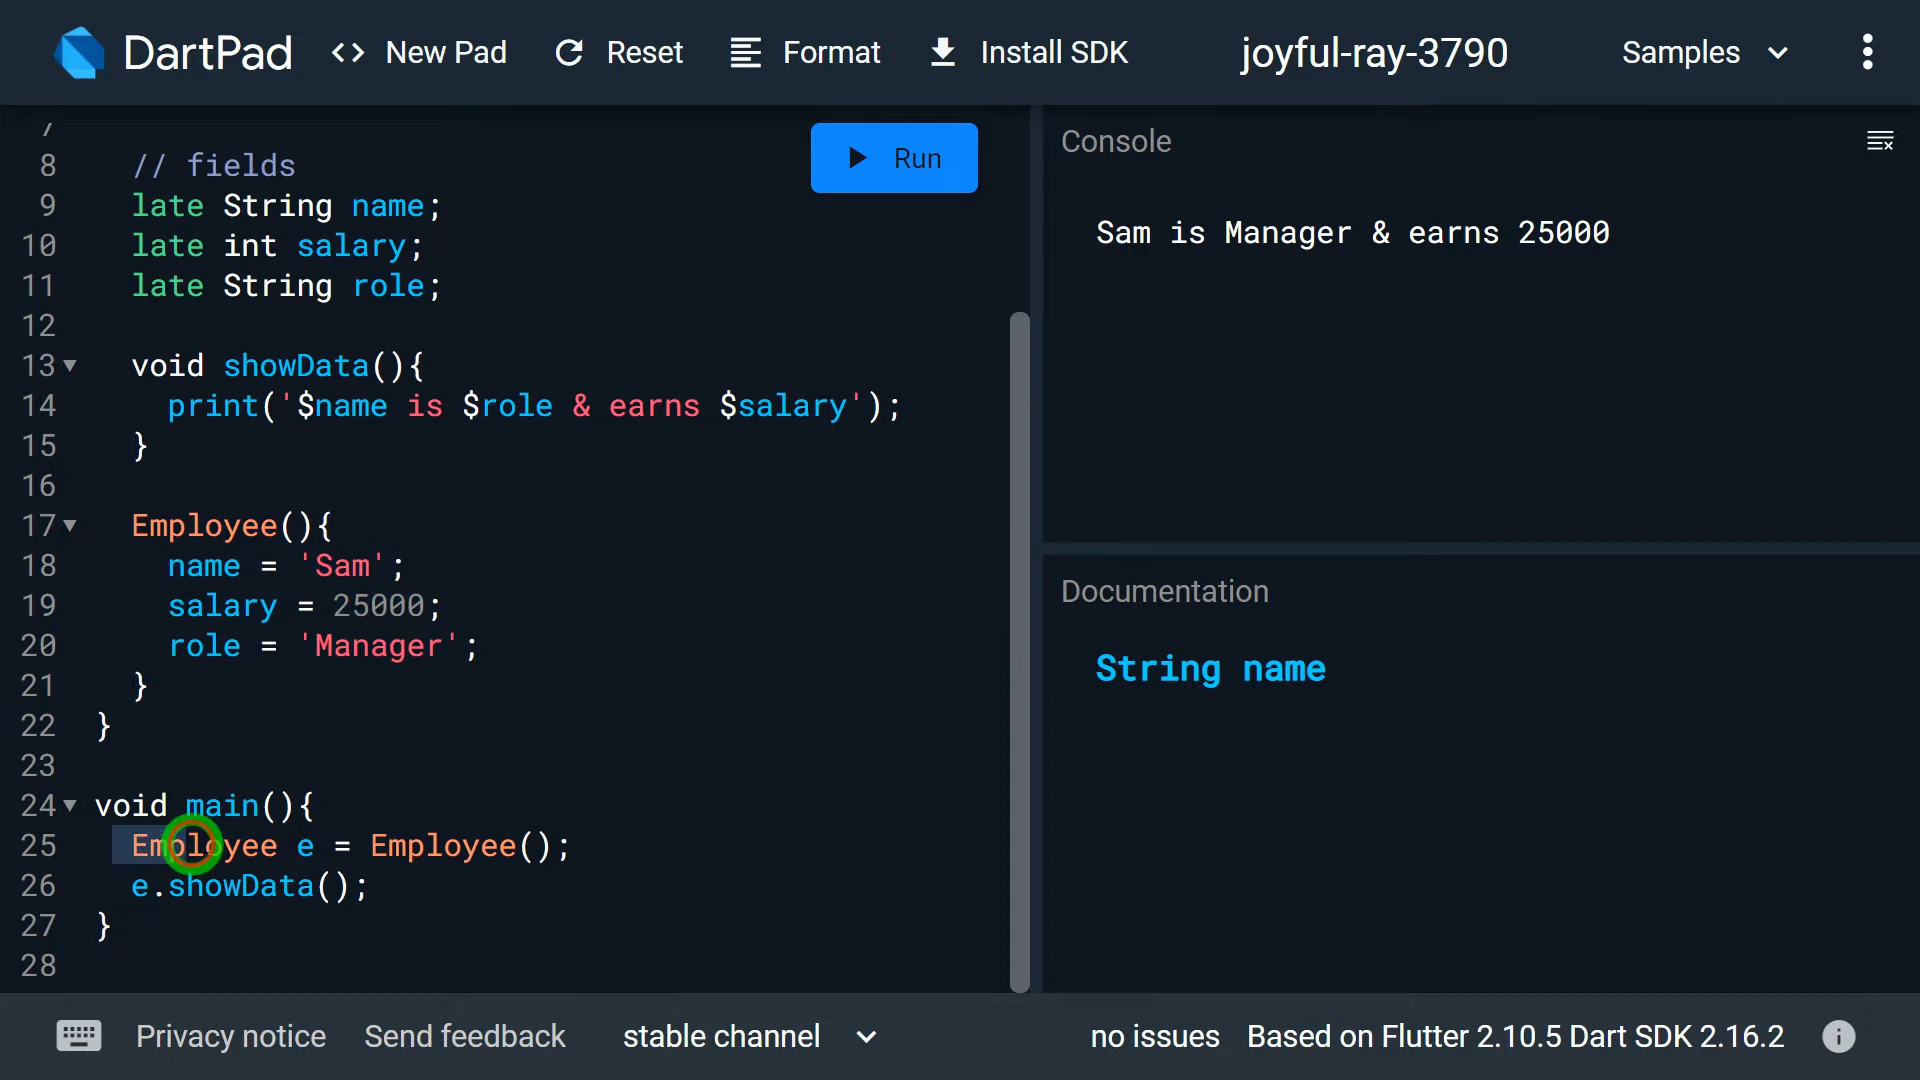 DartPad
<> New Pad
Reset
Format
Install SDK
joyful-ray-3790
Samples
7
8 // fields
9 late String name;
10 late int salary;
11 late String role;
12
13 void showData(){
14 print('$name is $role & earns $salary');
15 }
16
17 Employee(){
18 name = 'Sam';
19 salary = 25000;
20 role = 'Manager';
21 }
22 }
23
24 void main(){
25 Employee e = Employee();
26 e.showData();
27 }
28
Run
Console
Sam is Manager & earns 25000
Documentation
String name
Privacy notice
Send feedback
stable channel
no issues
Based on Flutter 2.10.5 Dart SDK 2.16.2